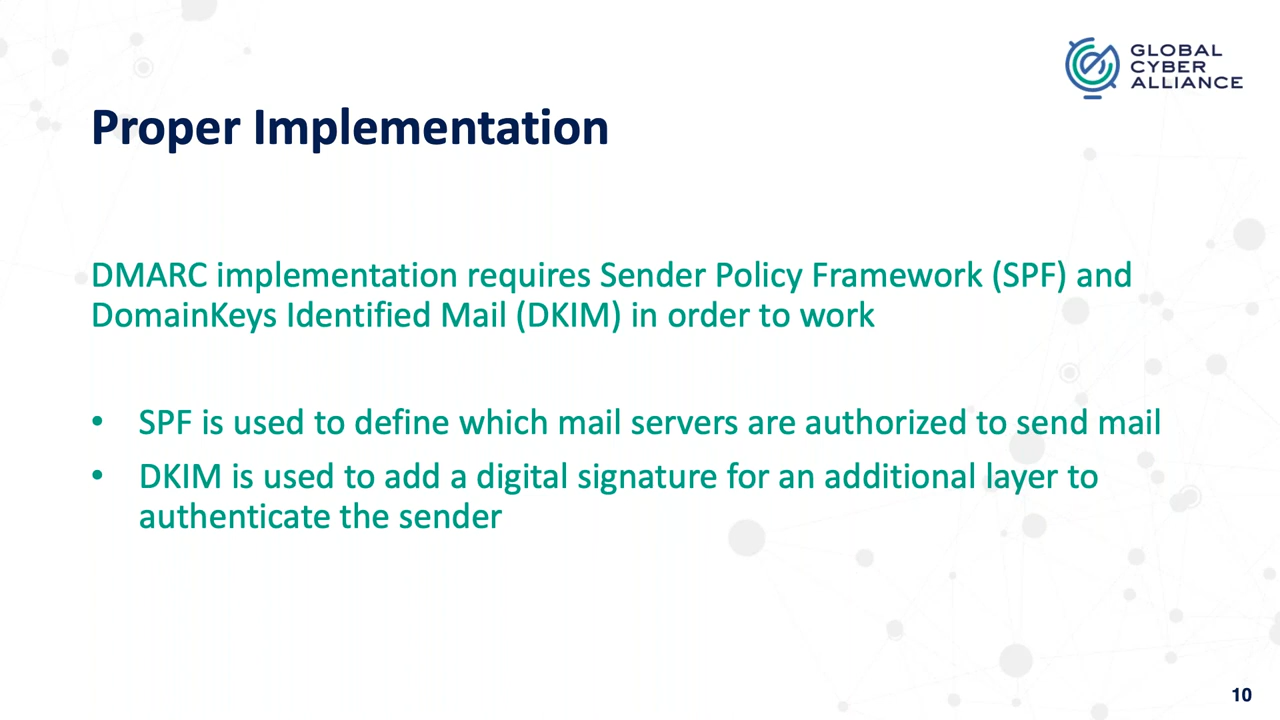 GLOBAL
CYBER
ALLIANCE
Proper Implementation
DMARC implementation requires Sender Policy Framework (SPF) and
DomainKeys Identified Mail (DKIM) in order to work
• SPF is used to define which mail servers are authorized to send mail
• DKIM is used to add a digital signature for an additional layer to
authenticate the sender
10